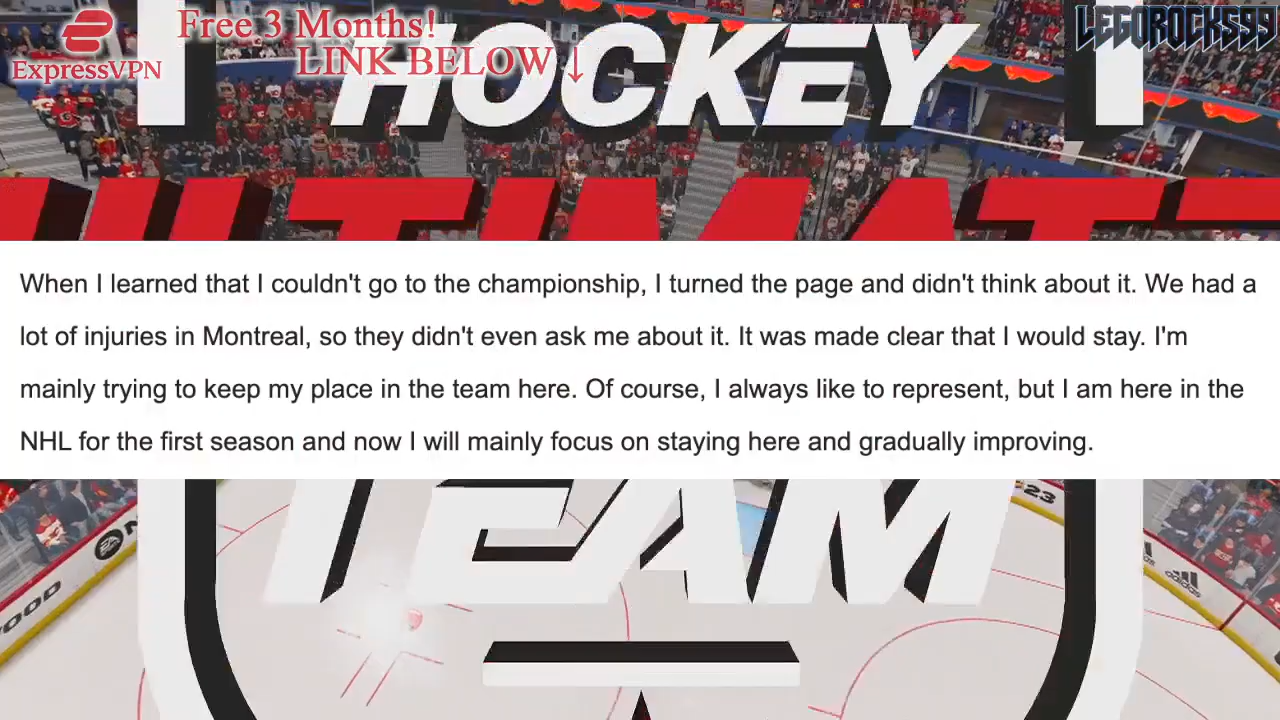 Free 3 Months!
LINK BELOW ↓
ExpressVPN
LEGOROCKS99
HOCKEY
ULTIMATE
When I learned that I couldn't go to the championship, I turned the page and didn't think about it. We had a
lot of injuries in Montreal, so they didn't even ask me about it. It was made clear that I would stay. I'm
mainly trying to keep my place in the team here. Of course, I always like to represent, but I am here in the
NHL for the first season and now I will mainly focus on staying here and gradually improving.
TEAM
23
EA
adidas